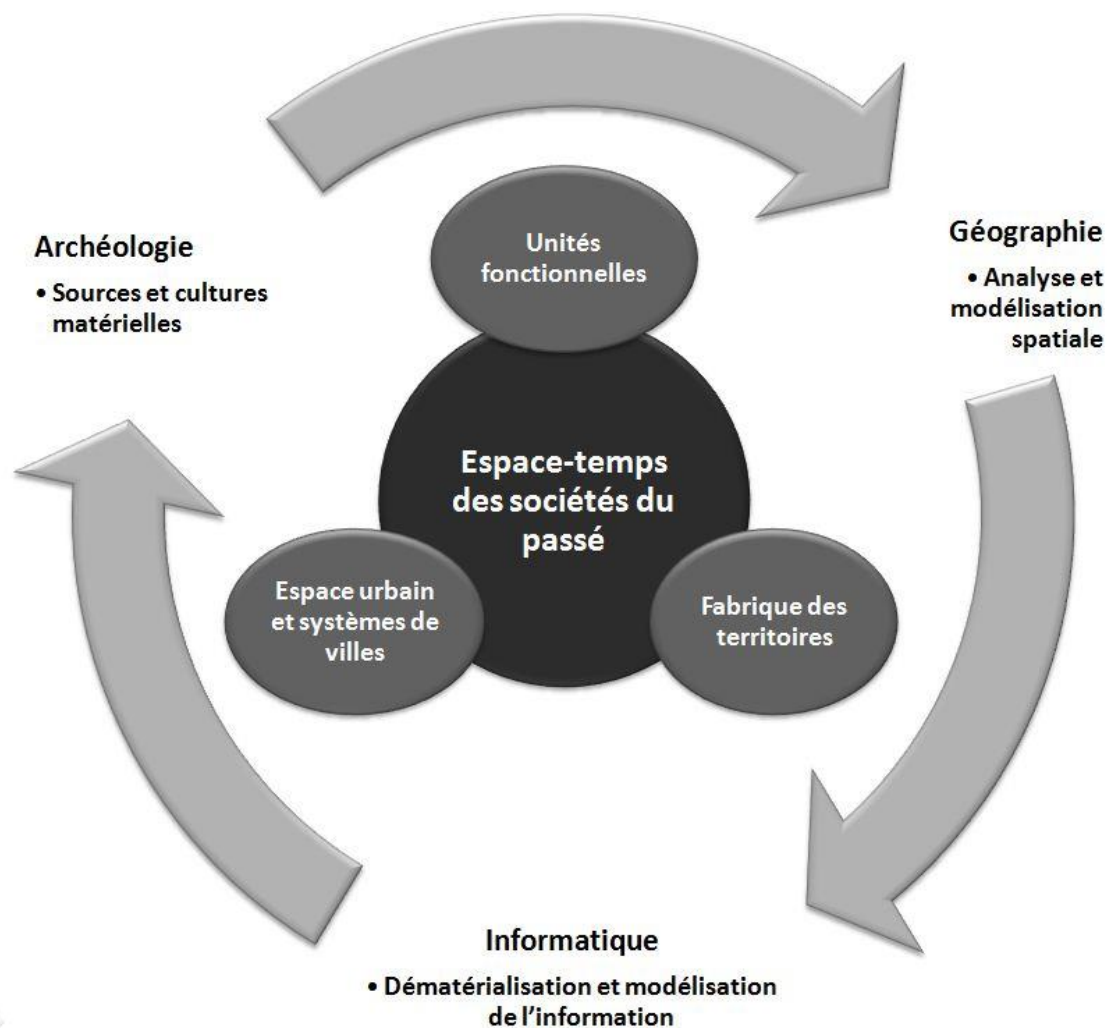 Unités
fonctionnelles
Archéologie
• Sources et cultures
matérielles
Géographie
• Analyse et
modélisation
spatiale
Espace-temps
des sociétés du
passé
Espace urbain
et systèmes de
villes
Fabrique des
territoires
Informatique
• Dématérialisation et modélisation
de l'information